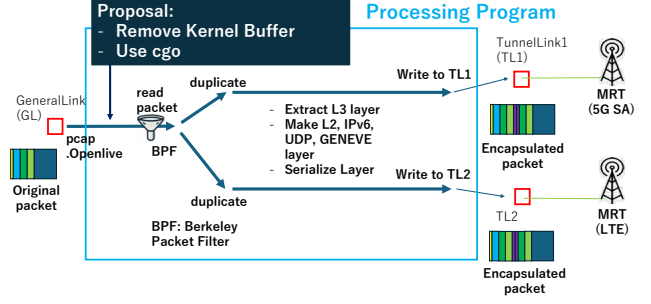 Proposal:
- Remove Kernel Buffer
- Use cgo
Processing Program
TunnelLink1
(TL1)
GeneralLink
(GL)
read
packet
duplicate
Write to TL1
MRT
(5G SA)
pcap
.Openlive
BPF
- Extract L3 layer
- Make L2, IPv6,
UDP, GENEVE
layer
- Serialize Layer
Encapsulated
packet
Original
packet
duplicate
Write to TL2
TL2
MRT
(LTE)
BPF: Berkeley
Packet Filter
Encapsulated
packet